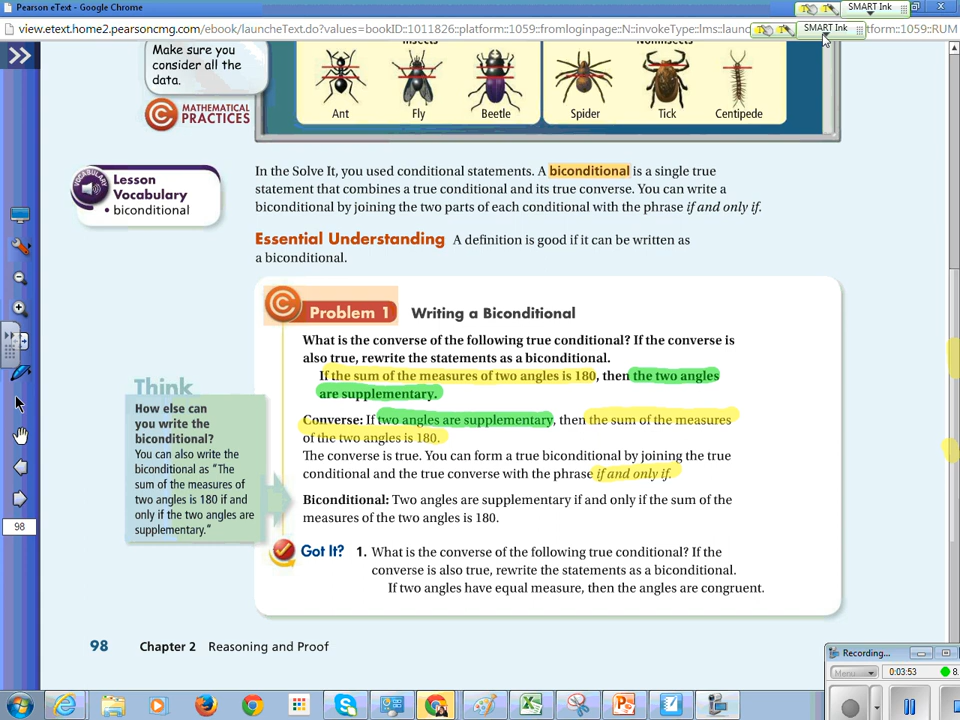 Pearson eText - Google Chrome
SMART Ink
view.etext.home2.pearsoncmg.com/ebook/launcheText.do?values=bookID::1011826::platform::1059::fromloginpage::N::invokeType::lms::launc
SMART Ink
platform::1059::RUM
Make sure you
consider all the
data.
MATHEMATICAL
PRACTICES
Insects
Noninsects
Ant
Fly
Beetle
Spider
Tick
Centipede
VOCABULARY
Lesson
Vocabulary
• biconditional
In the Solve It, you used conditional statements. A biconditional is a single true
statement that combines a true conditional and its true converse. You can write a
biconditional by joining the two parts of each conditional with the phrase if and only if.
Essential Understanding A definition is good if it can be written as
a biconditional.
Problem 1 Writing a Biconditional
What is the converse of the following true conditional? If the converse is
also true, rewrite the statements as a biconditional.
If the sum of the measures of two angles is 180, then the two angles
are supplementary.
Converse: If two angles are supplementary, then the sum of the measures
of the two angles is 180.
The converse is true. You can form a true biconditional by joining the true
conditional and the true converse with the phrase if and only if.
Biconditional: Two angles are supplementary if and only if the sum of the
measures of the two angles is 180.
Think
How else can
you write the
biconditional?
You can also write the
biconditional as “The
sum of the measures of
two angles is 180 if and
only if the two angles are
supplementary.”
Got It? 1. What is the converse of the following true conditional? If the
converse is also true, rewrite the statements as a biconditional.
If two angles have equal measure, then the angles are congruent.
98
98 Chapter 2 Reasoning and Proof
Recording...
Menu
0:03:53
8.